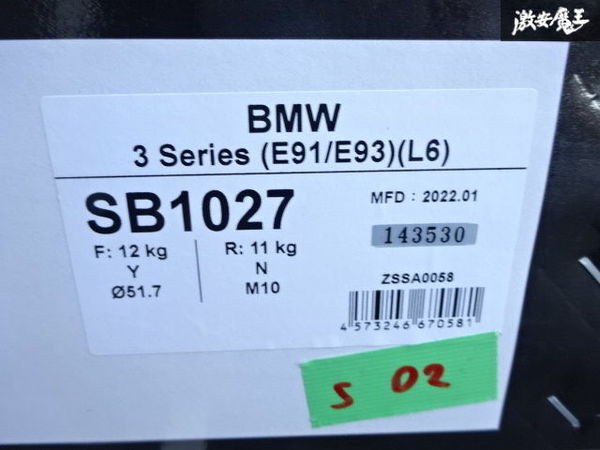 激安魔王
BMW
3 Series (E91/E93)(L6)
SB1027
MFD : 2022.01
143530
F: 12 kg
Y
Ø51.7
R: 11 kg
N
M10
ZSSA0058
4 573246 670581
S 02